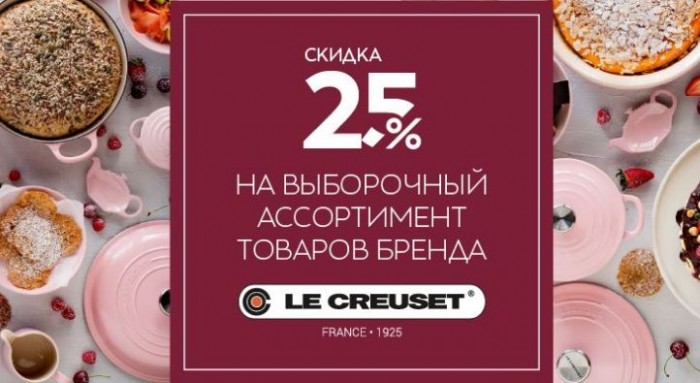 СКИДКА
25%
НА ВЫБОРОЧНЫЙ
АССОРТИМЕНТ
ТОВАРОВ БРЕНДА
LE CREUSET®
FRANCE • 1925